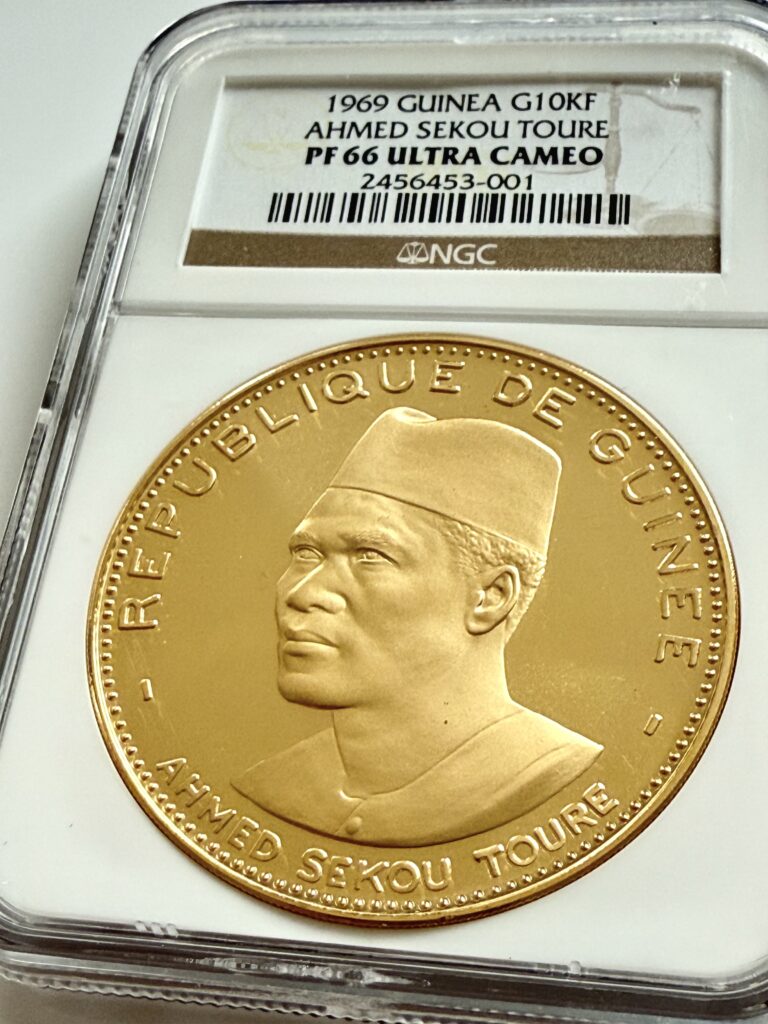 1969 GUINEA G10KF
AHMED SEKOU TOURE
PF 66 ULTRA CAMEO
2456453-001
NGC
REPUBLIQUE DE GUINEE
AHMED SEKOU TOURE